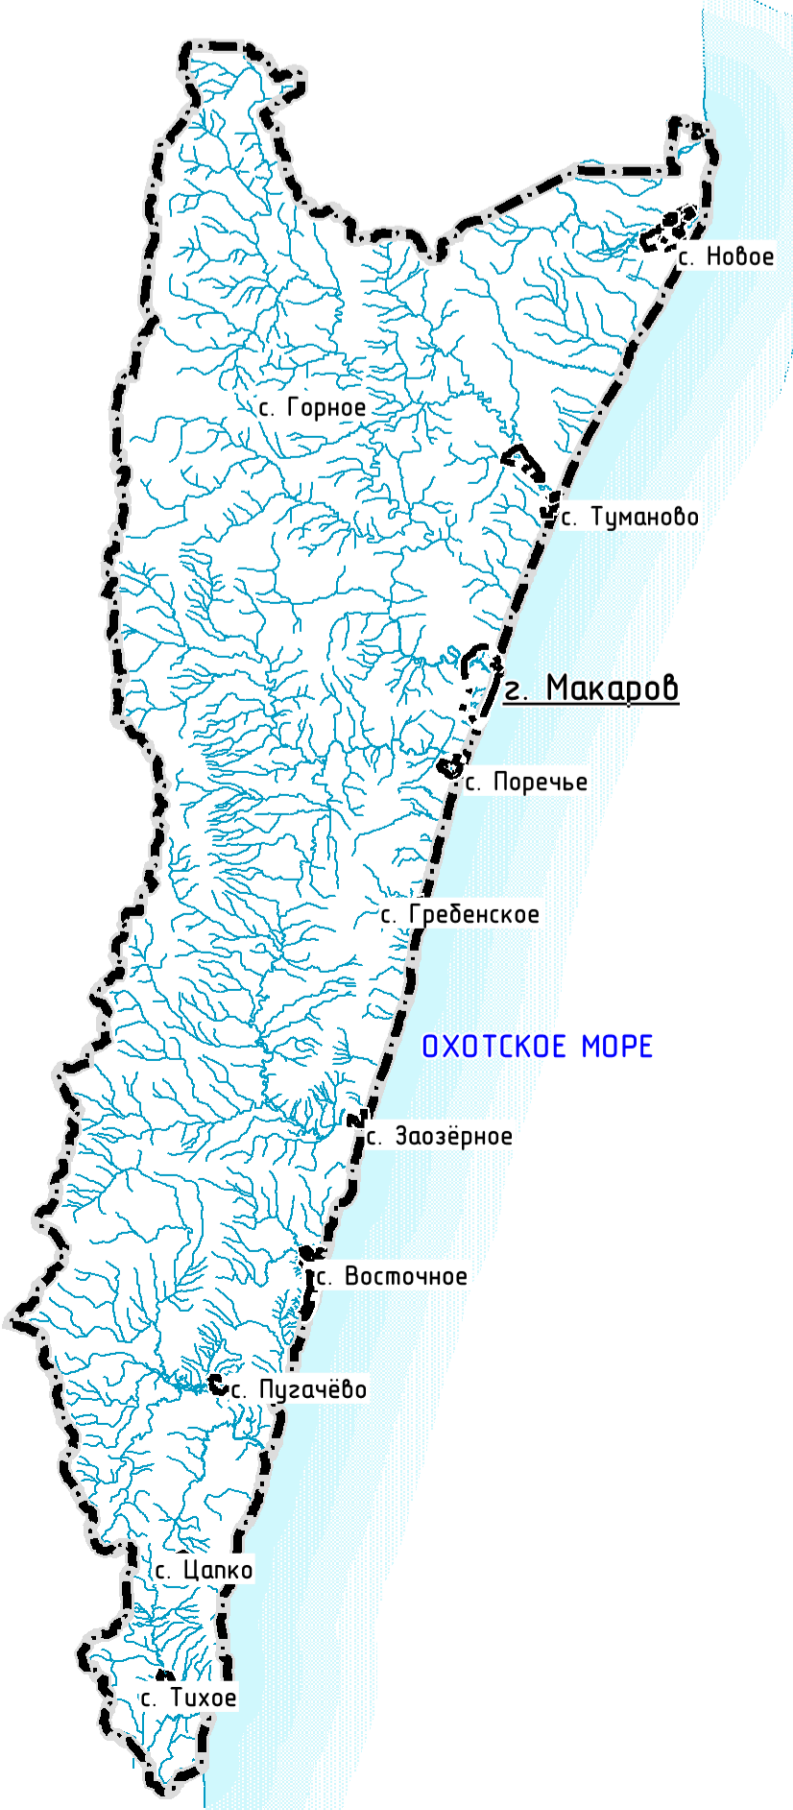 с. Новое
с. Горное
с. Туманово
г. Макаров
с. Поречье
с. Гребенское
ОХОТСКОЕ МОРЕ
с. Заозёрное
с. Восточное
с. Пугачёво
с. Цапко
с. Тихое